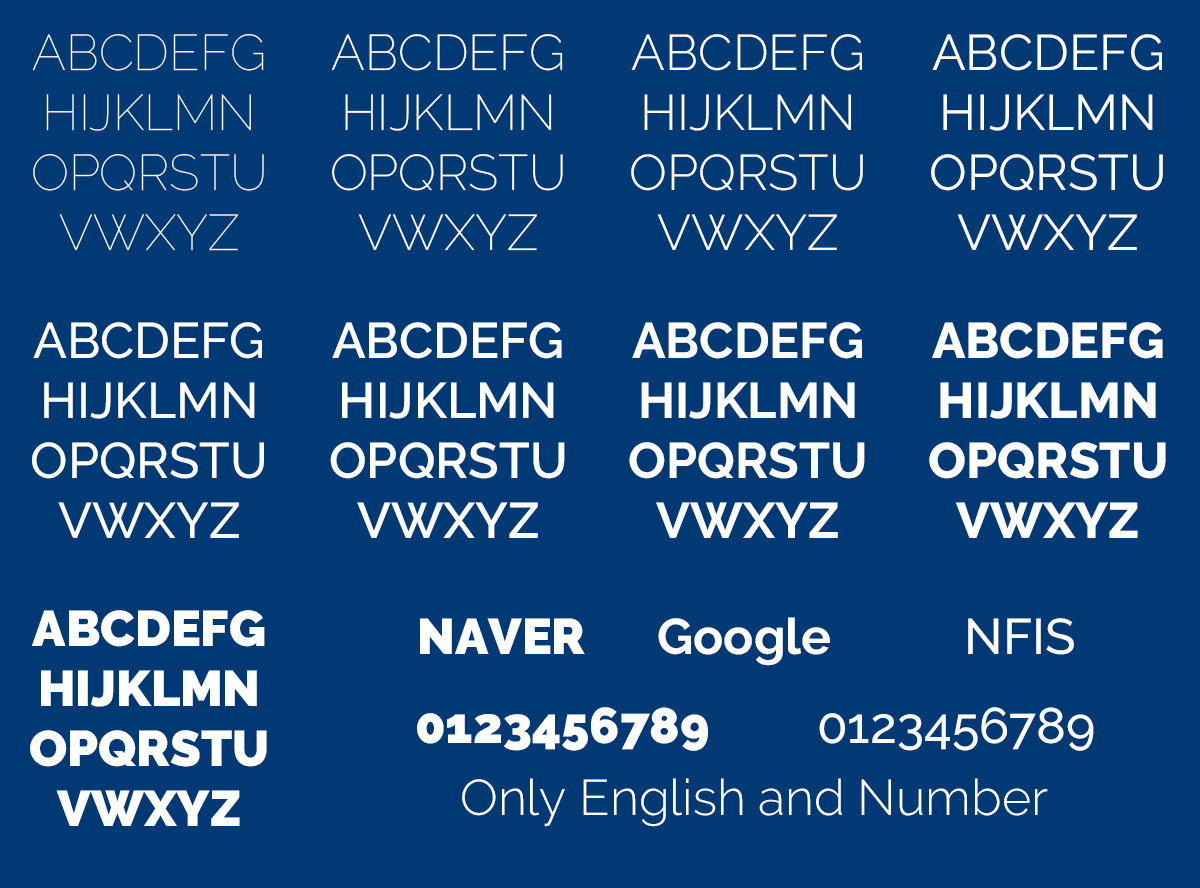 ABCDEFG
HIJKLMN
OPQRSTU
VWXYZ
ABCDEFG
HIJKLMN
OPQRSTU
VWXYZ
ABCDEFG
HIJKLMN
OPQRSTU
VWXYZ
ABCDEFG
HIJKLMN
OPQRSTU
VWXYZ
ABCDEFG
HIJKLMN
OPQRSTU
VWXYZ
ABCDEFG
HIJKLMN
OPQRSTU
VWXYZ
ABCDEFG
HIJKLMN
OPQRSTU
VWXYZ
ABCDEFG
HIJKLMN
OPQRSTU
VWXYZ
ABCDEFG
HIJKLMN
OPQRSTU
VWXYZ
NAVER Google NFIS
0123456789 0123456789
Only English and Number